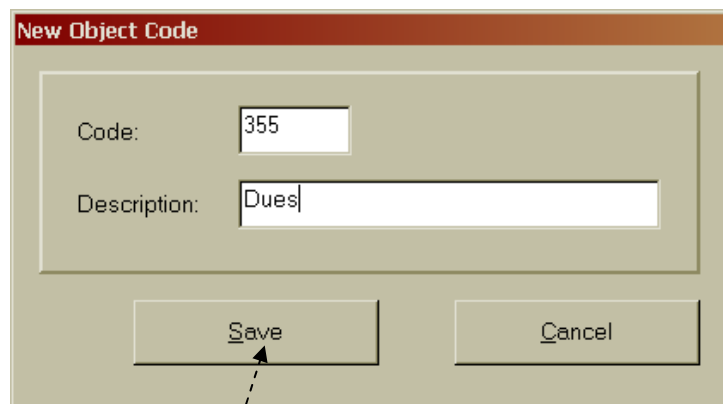 New Object Code
Code: 355
Description: Dues
Save Cancel